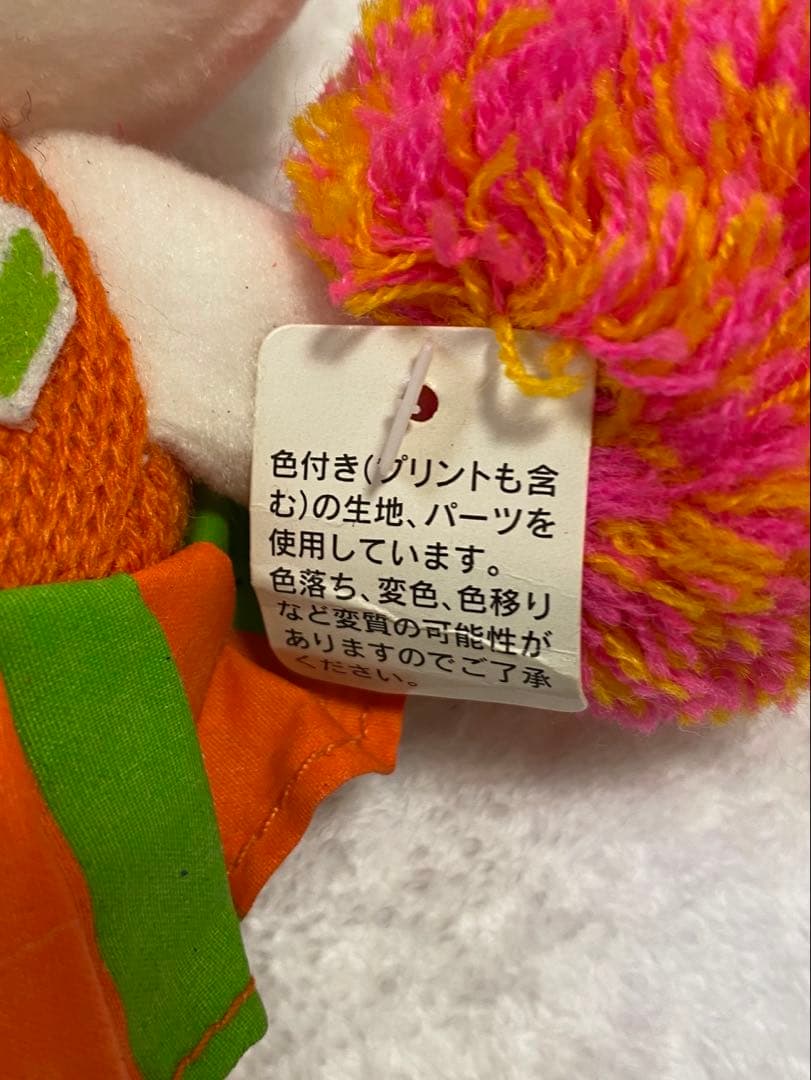 色付き(プリントも含
む)の生地、パーツを
使用しています。
色落ち、変色、色移り
など変質の可能性が
ありますのでご了承
ください。